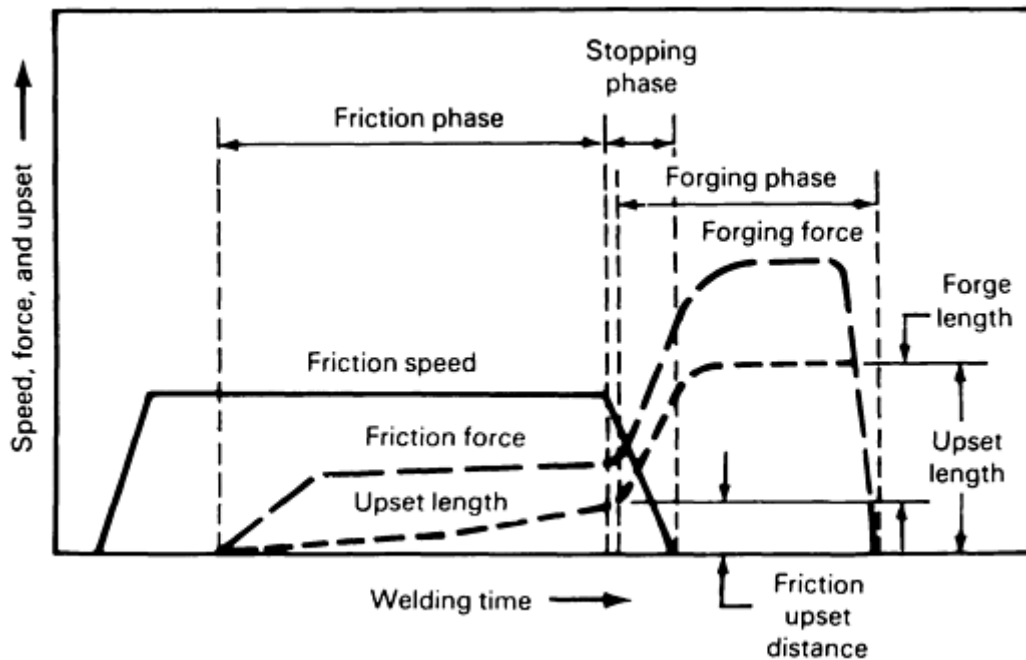 Stopping
phase
Friction phase
Forging phase
Forging force
Forge
length
Speed, force, and upset
Friction speed
Friction force
Upset length
Upset
length
Welding time
Friction
upset
distance